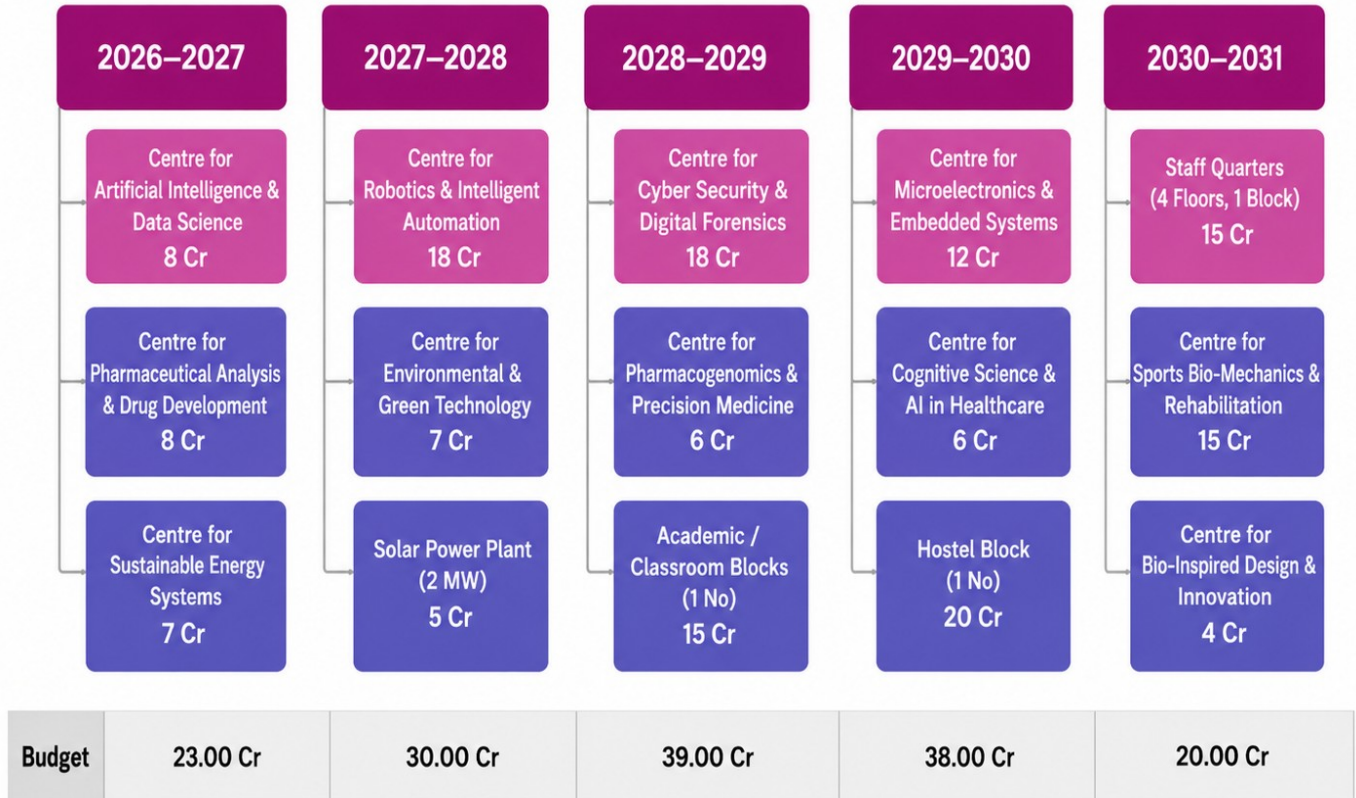 2026–2027
Centre for
Artificial Intelligence &
Data Science
8 Cr
Centre for
Pharmaceutical Analysis
& Drug Development
8 Cr
Centre for
Sustainable Energy
Systems
7 Cr
2027–2028
Centre for
Robotics & Intelligent
Automation
18 Cr
Centre for
Environmental &
Green Technology
7 Cr
Solar Power Plant
(2 MW)
5 Cr
2028–2029
Centre for
Cyber Security &
Digital Forensics
18 Cr
Centre for
Pharmacogenomics &
Precision Medicine
6 Cr
Academic /
Classroom Blocks
(1 No)
15 Cr
2029–2030
Centre for
Microelectronics &
Embedded Systems
12 Cr
Centre for
Cognitive Science &
AI in Healthcare
6 Cr
Hostel Block
(1 No)
20 Cr
2030–2031
Staff Quarters
(4 Floors, 1 Block)
15 Cr
Centre for
Sports Bio-Mechanics &
Rehabilitation
15 Cr
Centre for
Bio-Inspired Design &
Innovation
4 Cr
Budget 23.00 Cr 30.00 Cr 39.00 Cr 38.00 Cr 20.00 Cr